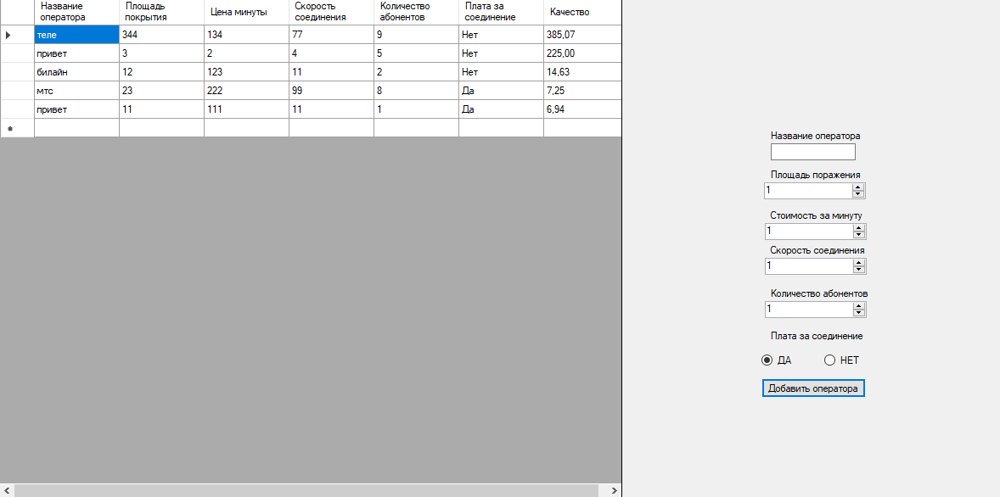 Название оператора
Площадь покрытия
Цена минуты
Скорость соединения
Количество абонентов
Плата за соединение
Качество
теле 344 134 77 9 Нет 385,07
привет 3 2 4 5 Нет 225,00
билайн 12 123 11 2 Нет 14,63
мтс 23 222 99 8 Да 7,25
привет 11 111 11 1 Да 6,94
Название оператора
Площадь поражения
1
Стоимость за минуту
1
Скорость соединения
1
Количество абонентов
1
Плата за соединение
ДА НЕТ
Добавить оператора